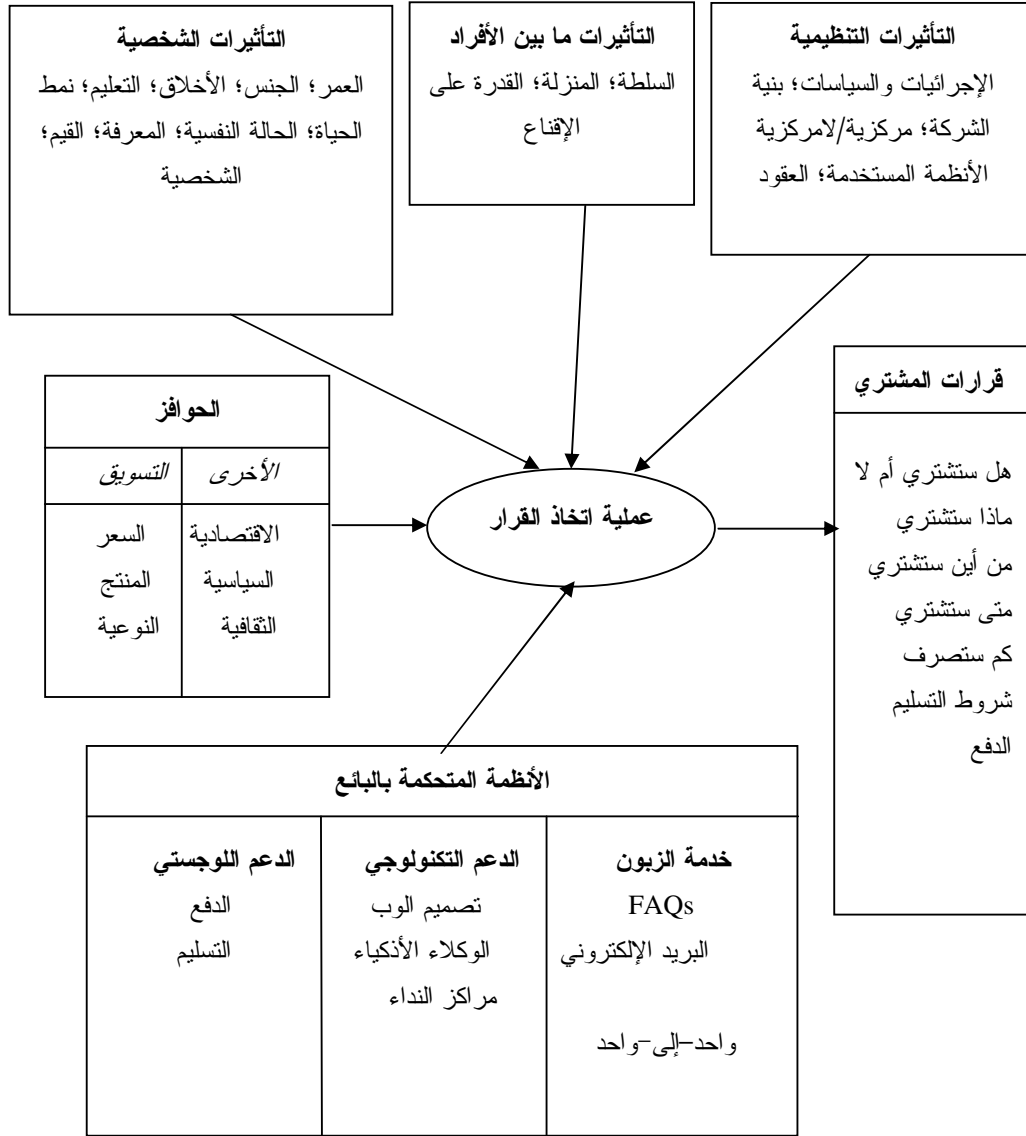 التأثيرات التنظيمية
الإجرائيات والسياسات؛ بنية
الشركة؛ مركزية/لامركزية
الأنظمة المستخدمة؛ العقود
التأثيرات ما بين الأفراد
السلطة؛ المنزلة؛ القدرة على
الإقناع
التأثيرات الشخصية
العمر؛ الجنس؛ الأخلاق؛ التعليم؛ نمط
الحياة؛ الحالة النفسية؛ المعرفة؛ القيم؛
الشخصية
قرارات المشتري
هل ستشتري أم لا
ماذا ستشتري
من أين ستشتري
متى ستشتري
كم ستصرف
شروط التسليم
الدفع
عملية اتخاذ القرار
الحوافز
الأخرى
الاقتصادية
السياسية
الثقافية
التسويق
السعر
المنتج
النوعية
الأنظمة المتحكمة بالبائع
خدمة الزبون
FAQs
البريد الإلكتروني
واحد-إلى-واحد
الدعم التكنولوجي
تصميم الوب
الوكلاء الأذكياء
مراكز النداء
الدعم اللوجستي
الدفع
التسليم